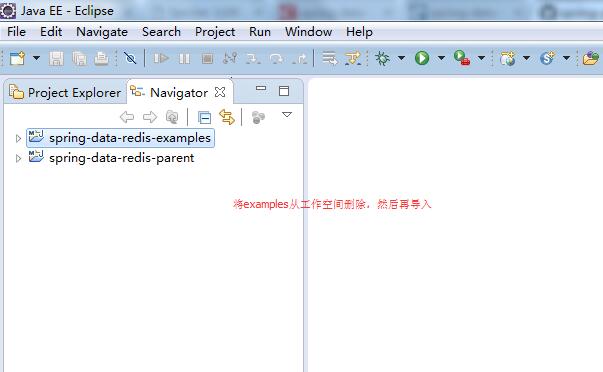 Java EE - Eclipse
File Edit Navigate Search Project Run Window Help
Project Explorer Navigator
spring-data-redis-examples
spring-data-redis-parent
将examples从工作空间删除，然后再导入